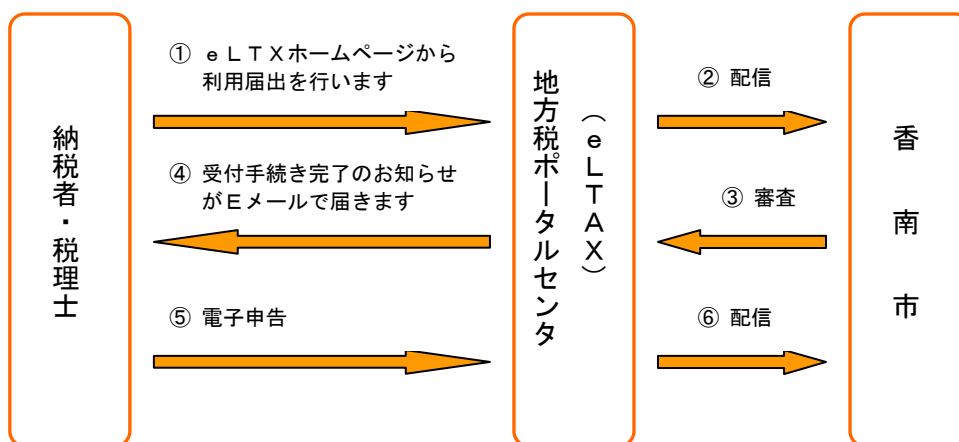 納税者・税理士
① ｅＬＴＸホームページから
利用届出を行います
④ 受付手続き完了のお知らせ
がＥメールで届きます
⑤ 電子申告
地方税ポータルセンタ
（ｅＬＴＡＸ）
② 配信
③ 審査
⑥ 配信
香南市